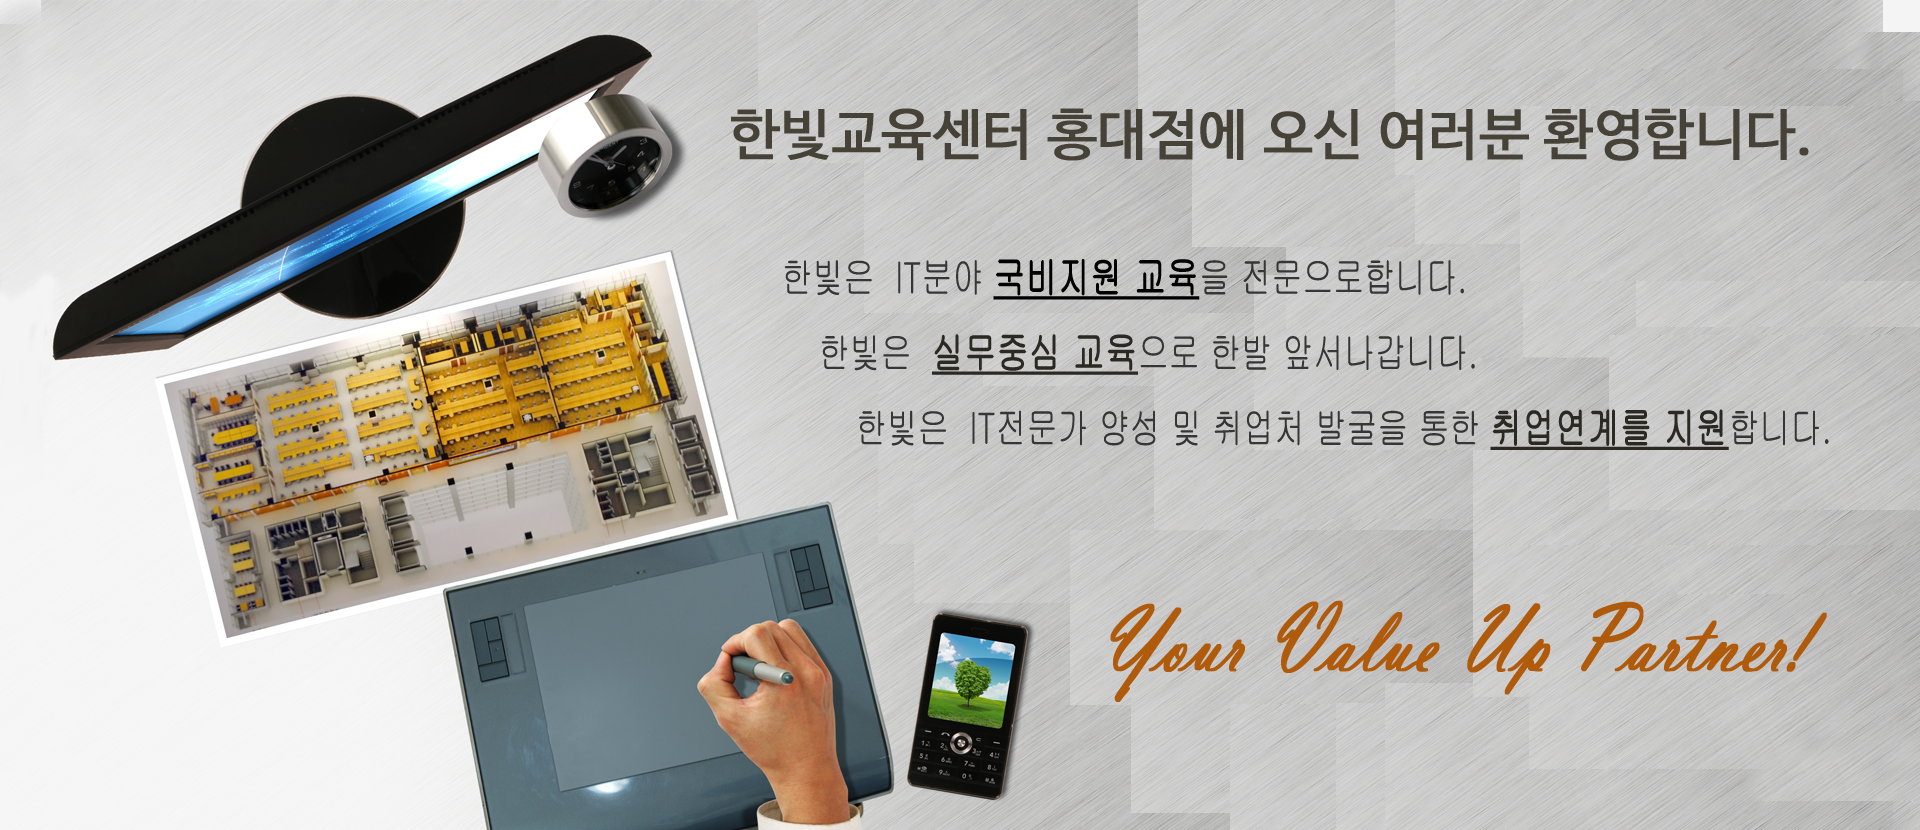 한빛교육센터 홍대점에 오신 여러분 환영합니다.
한빛은 IT분야 국비지원 교육을 전문으로합니다.
한빛은 실무중심 교육으로 한발 앞서나갑니다.
한빛은 IT전문가 양성 및 취업처 발굴을 통한 취업연계를 지원합니다.
Your Value Up Partner!